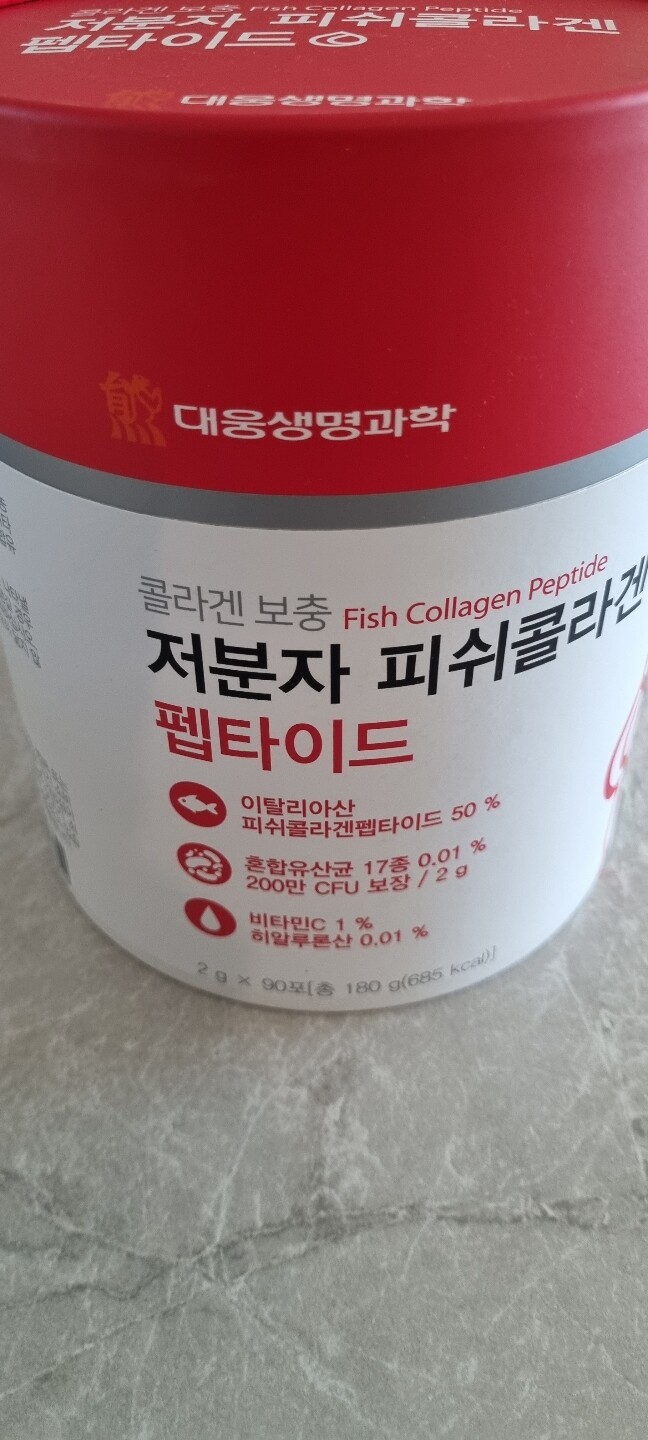 콜라겐 보충 Fish Collagen Peptide
저분자 피쉬콜라겐
펩타이드
대웅생명과학
대웅생명과학
콜라겐 보충 Fish Collagen Peptide
저분자 피쉬콜라겐
펩타이드
이탈리아산
피쉬콜라겐펩타이드 50 %
혼합유산균 17종 0.01 %
200만 CFU 보장 / 2 g
비타민C 1 %
히알루론산 0.01 %
2 g × 90포[총 180 g(685 kcal)]